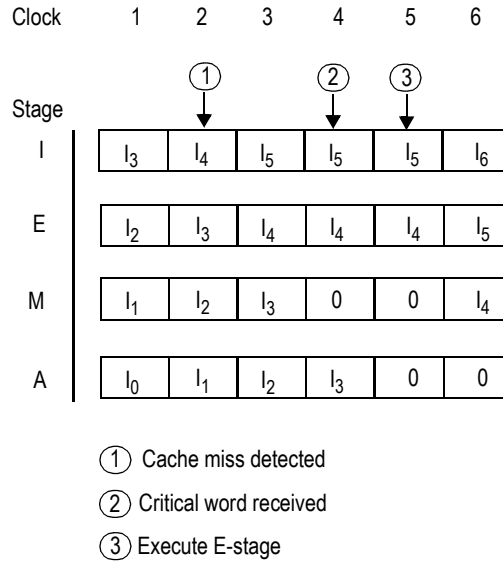 Clock 1 2 3 4 5 6
① ② ③
Stage
I I₃ I₄ I₅ I₅ I₅ I₆
E I₂ I₃ I₄ I₄ I₄ I₅
M I₁ I₂ I₃ 0 0 I₄
A I₀ I₁ I₂ I₃ 0 0
① Cache miss detected
② Critical word received
③ Execute E-stage